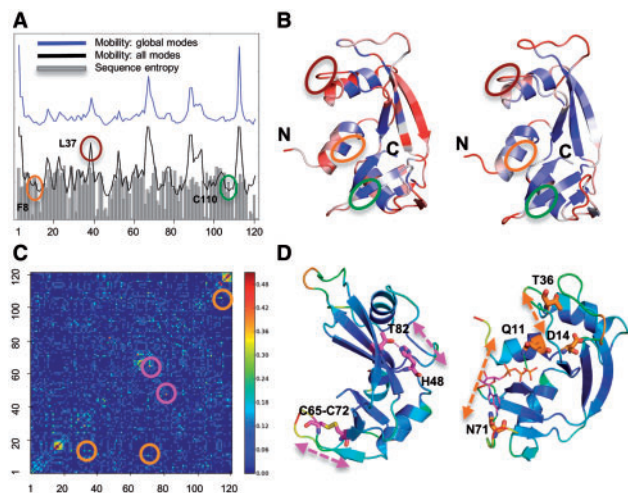 A
Mobility: global modes
Mobility: all modes
Sequence entropy
L37
F8
C110
1 20 40 60 80 100 120
B
N
C
N
C
C
120
100
80
60
40
20
1
1 20 40 60 80 100 120
0.48
0.42
0.36
0.30
0.24
0.18
0.12
0.06
0.00
D
T82
H48
C65-C72
T36
Q11
D14
N71